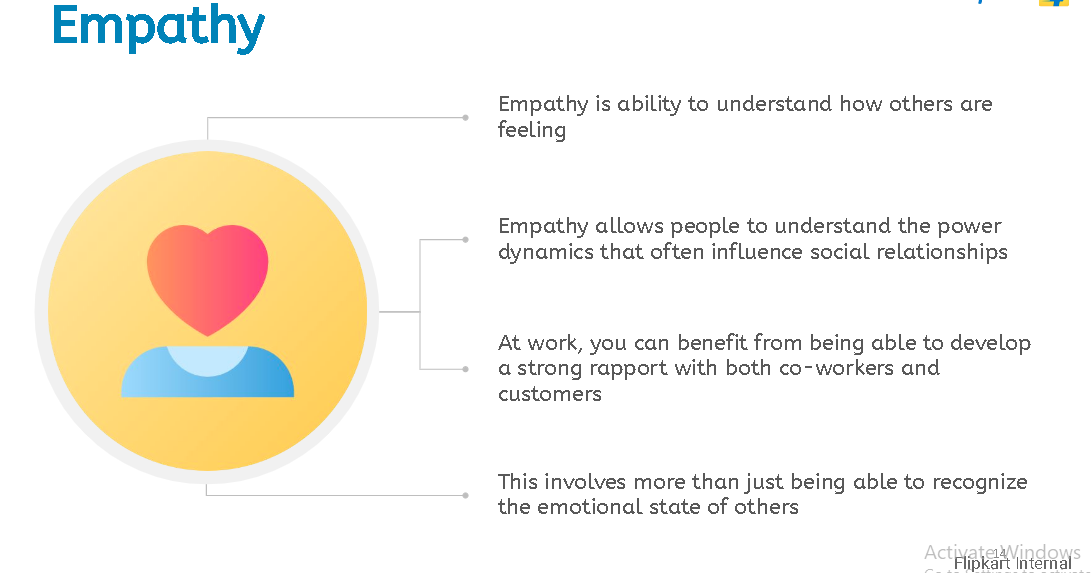 Empathy
Empathy is ability to understand how others are
feeling
Empathy allows people to understand the power
dynamics that often influence social relationships
At work, you can benefit from being able to develop
a strong rapport with both co-workers and
customers
This involves more than just being able to recognize
the emotional state of others
Activate Windows
14
Flipkart Internal